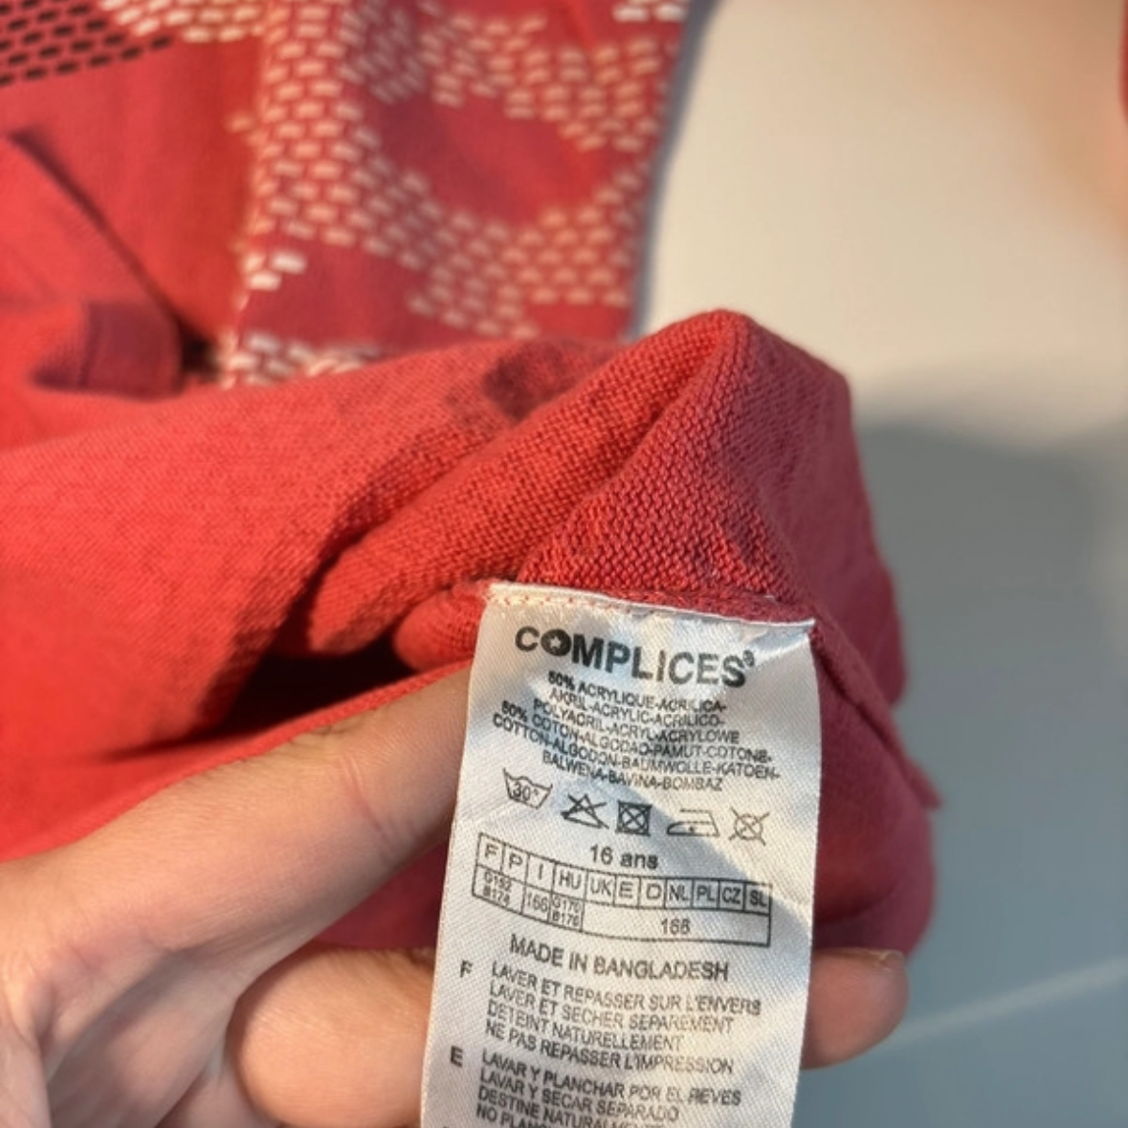 COMPLICES®
50% ACRYLIQUE-ACRILICA-
AKRIL-ACRYLIC-ACRILICO-
POLYACRIL-ACRYL-ACRYLOWE
50% COTON-ALGODAO-PAMUT-COTONE-
COTTON-ALGODON-BAUMWOLLE-KATOEN-
BALWENA-BAVINA-BOMBAZ
30°
16 ans
F P I HU UK E D NL PL CZ SL
166
168
MADE IN BANGLADESH
F LAVER ET REPASSER SUR L'ENVERS
LAVER ET SECHER SEPAREMENT
DETEINT NATURELLEMENT
NE PAS REPASSER L'IMPRESSION
E LAVAR Y PLANCHAR POR EL REVES
LAVAR Y SECAR SEPARADO
DESTINE
NO